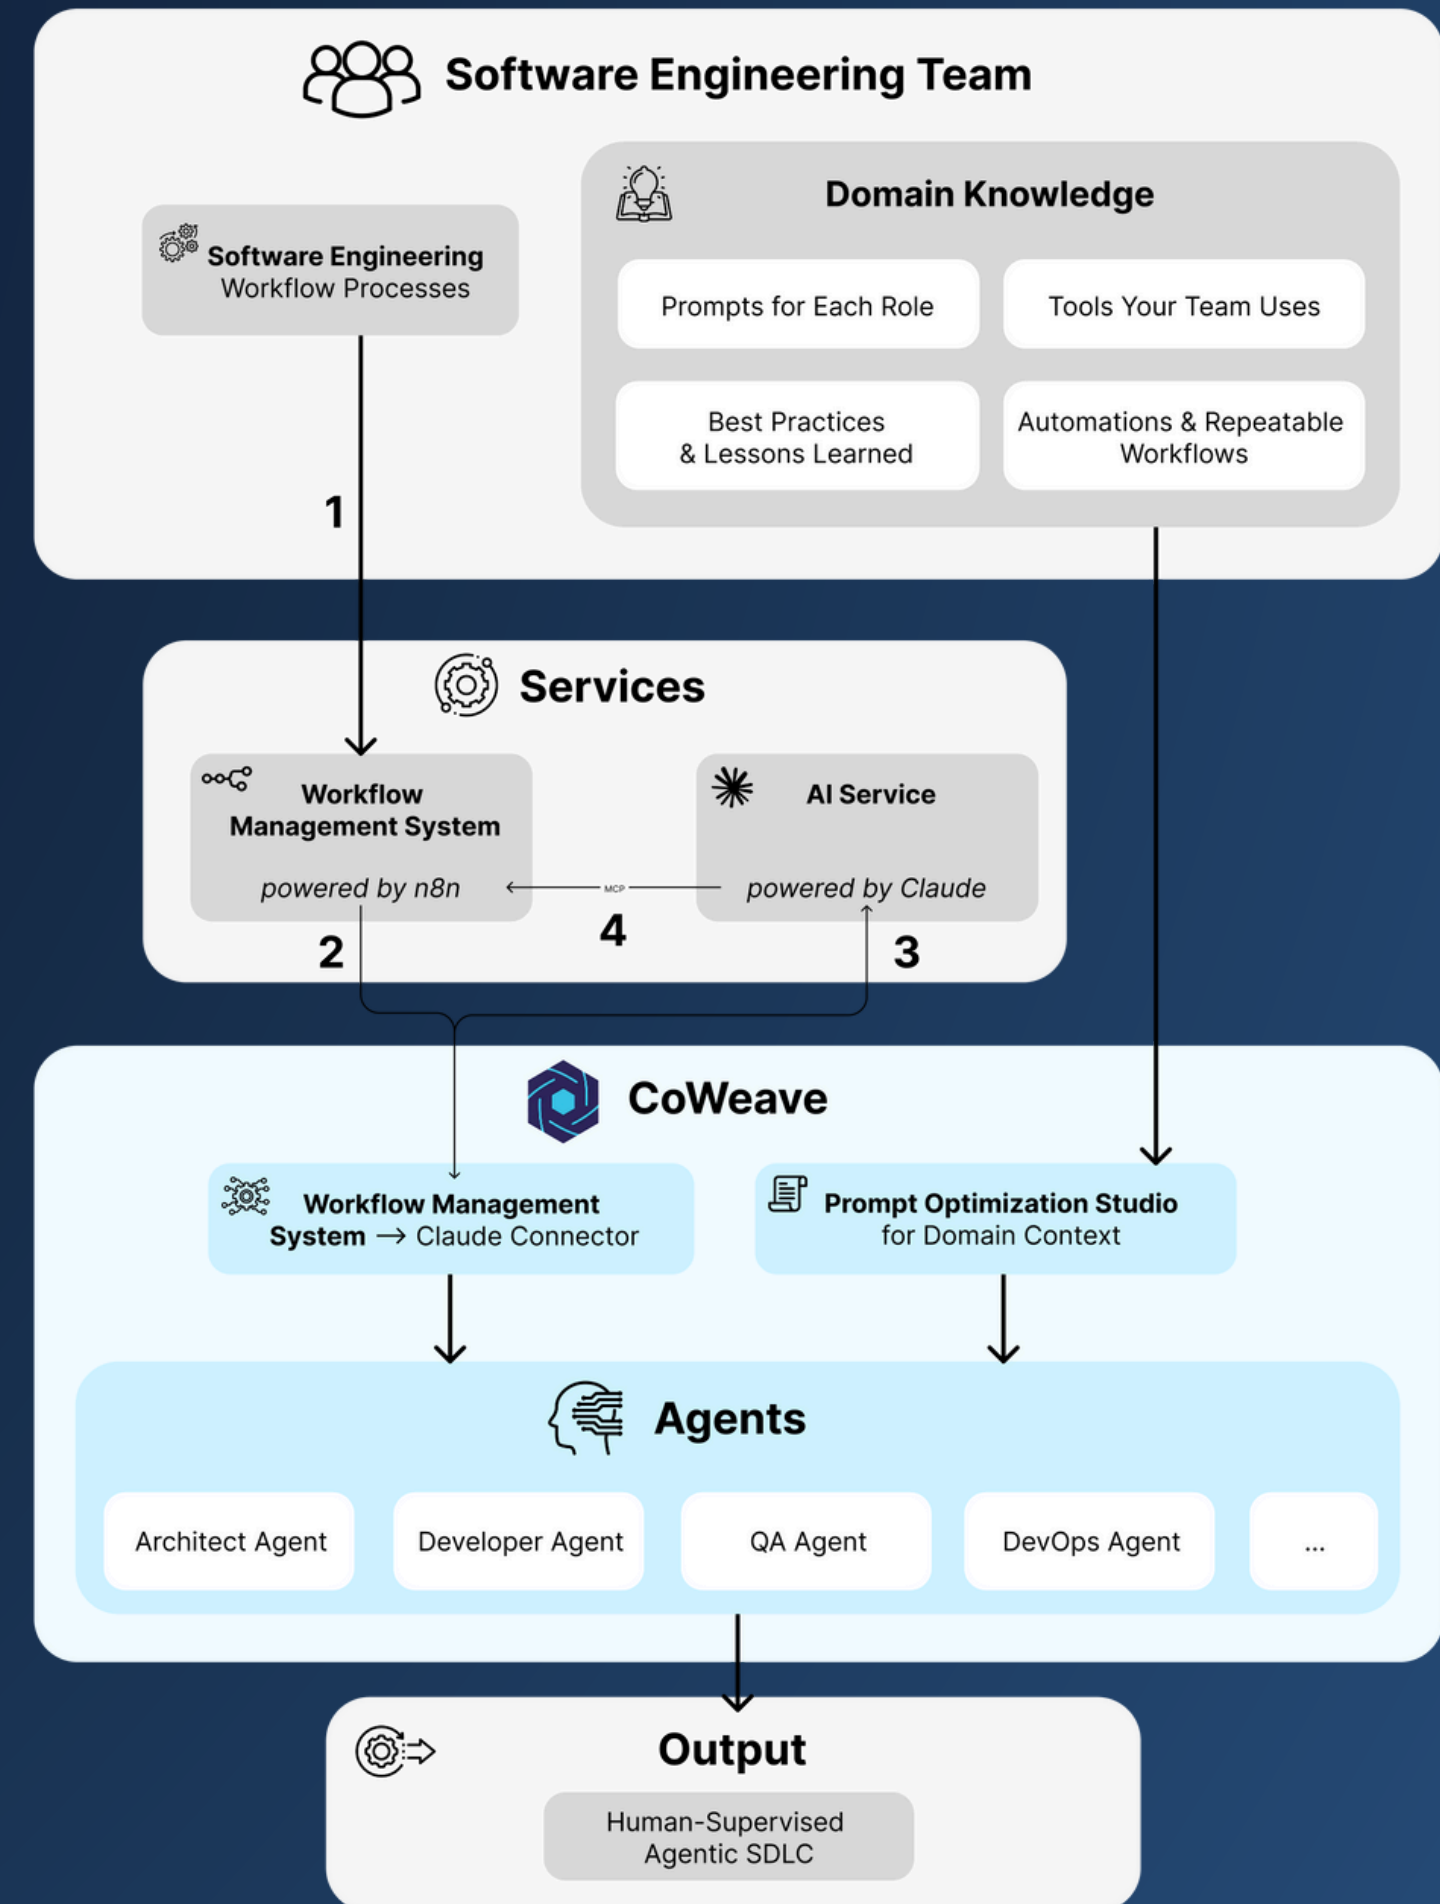 Software Engineering Team
Software Engineering
Workflow Processes
Domain Knowledge
Prompts for Each Role
Tools Your Team Uses
Best Practices
& Lessons Learned
Automations & Repeatable
Workflows
1
Services
Workflow
Management System
powered by n8n
AI Service
powered by Claude
MCP
4
2
3
CoWeave
Workflow Management
System → Claude Connector
Prompt Optimization Studio
for Domain Context
Agents
Architect Agent
Developer Agent
QA Agent
DevOps Agent
...
Output
Human-Supervised
Agentic SDLC